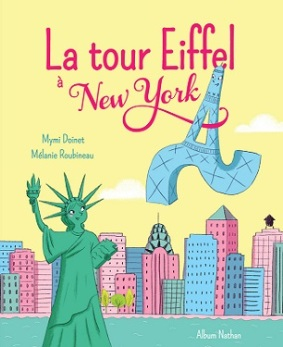 La tour Eiffel
à
New York
Mymi Doinet
Mélanie Roubineau
Album Nathan